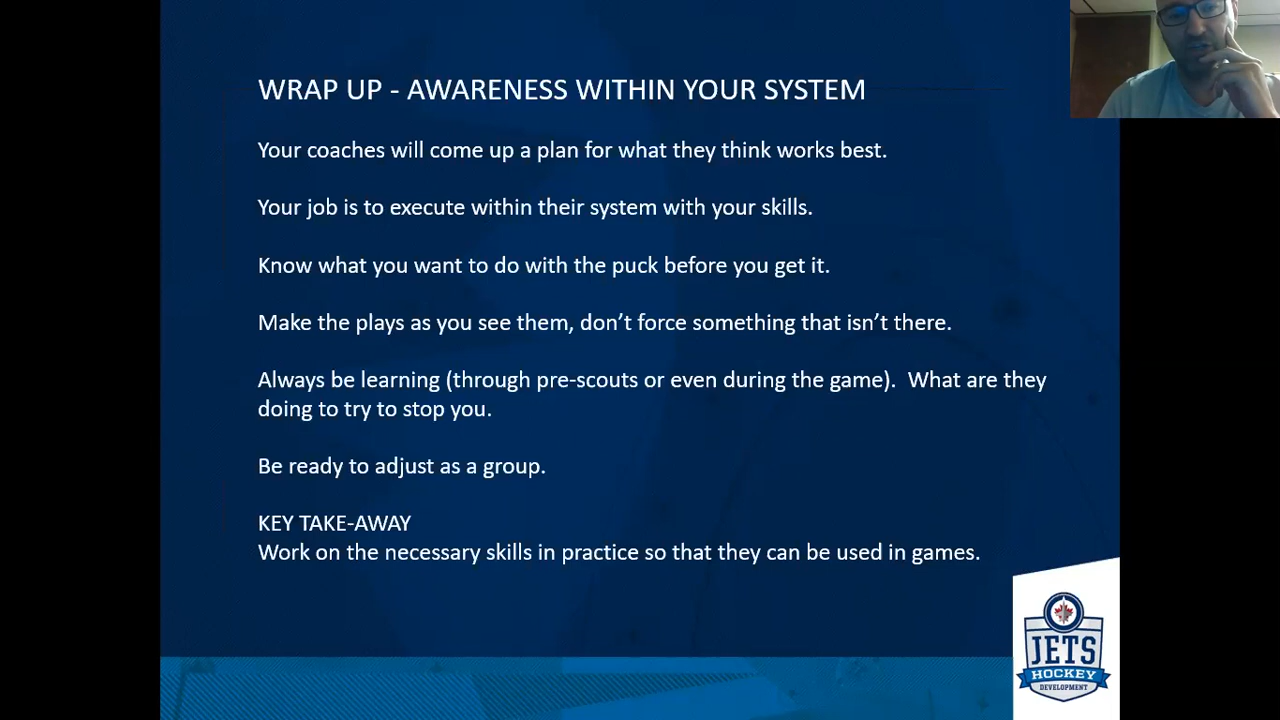 WRAP UP - AWARENESS WITHIN YOUR SYSTEM
Your coaches will come up a plan for what they think works best.
Your job is to execute within their system with your skills.
Know what you want to do with the puck before you get it.
Make the plays as you see them, don't force something that isn't there.
Always be learning (through pre-scouts or even during the game).  What are they
doing to try to stop you.
Be ready to adjust as a group.
KEY TAKE-AWAY
Work on the necessary skills in practice so that they can be used in games.
JETS
HOCKEY
DEVELOPMENT